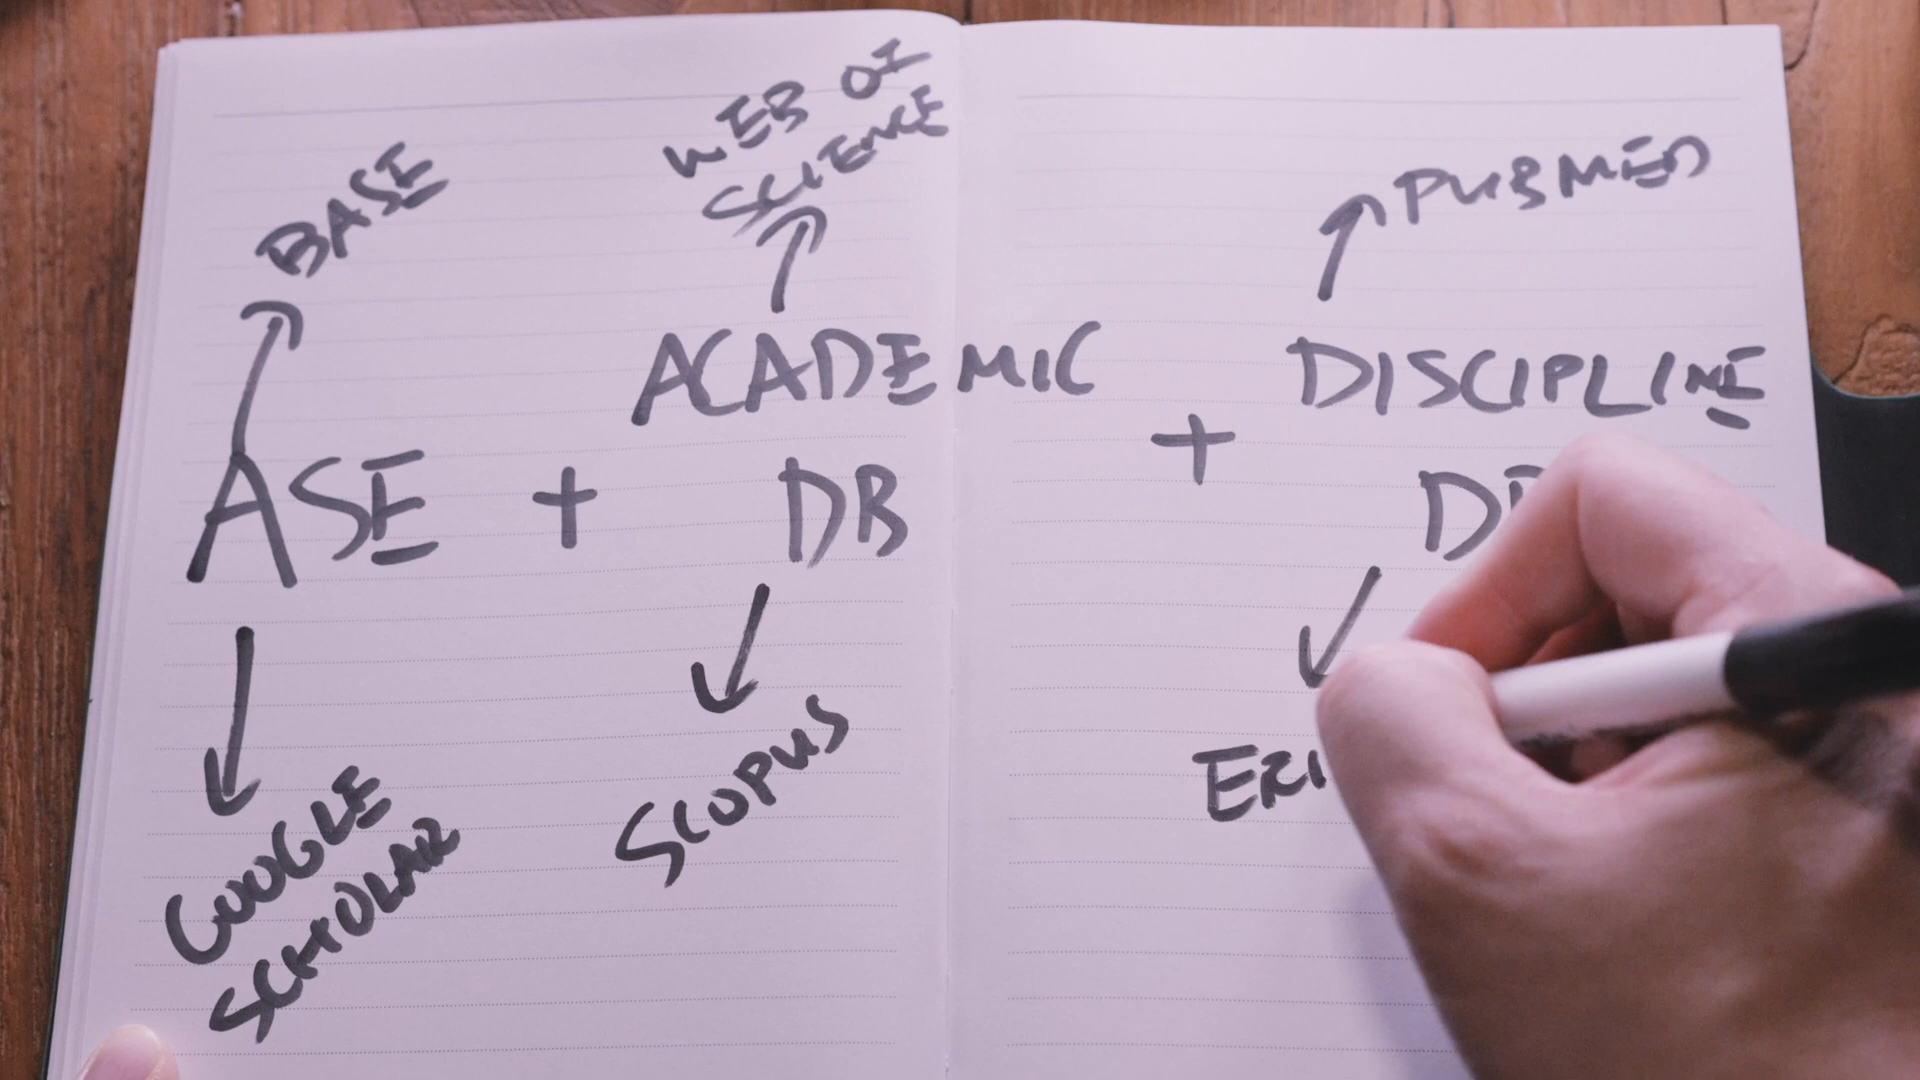 BASE
WEB OF
SCIENCE
PUBMED
ASE + ACADEMIC DB + DISCIPLINE
GOOGLE
SCHOLAR
SCOPUS